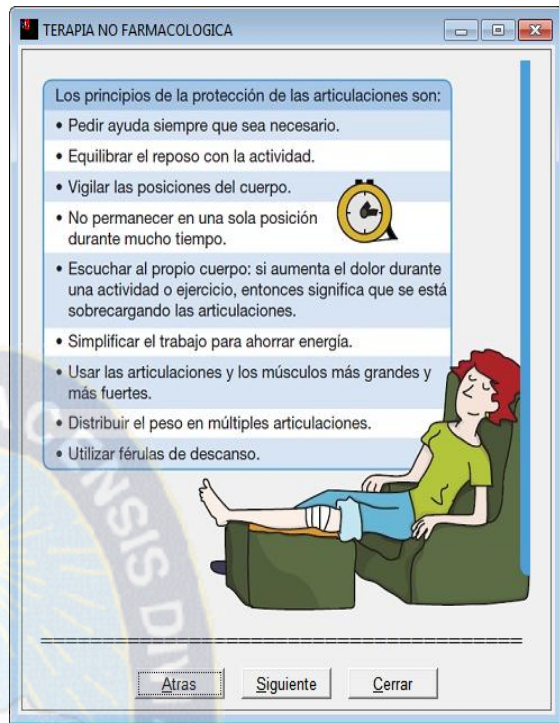 TERAPIA NO FARMACOLOGICA
Los principios de la protección de las articulaciones son:
• Pedir ayuda siempre que sea necesario.
• Equilibrar el reposo con la actividad.
• Vigilar las posiciones del cuerpo.
• No permanecer en una sola posición
durante mucho tiempo.
• Escuchar al propio cuerpo: si aumenta el dolor durante
una actividad o ejercicio, entonces significa que se está
sobrecargando las articulaciones.
• Simplificar el trabajo para ahorrar energía.
• Usar las articulaciones y los músculos más grandes y
más fuertes.
• Distribuir el peso en múltiples articulaciones.
• Utilizar férulas de descanso.
Atras Siguiente Cerrar